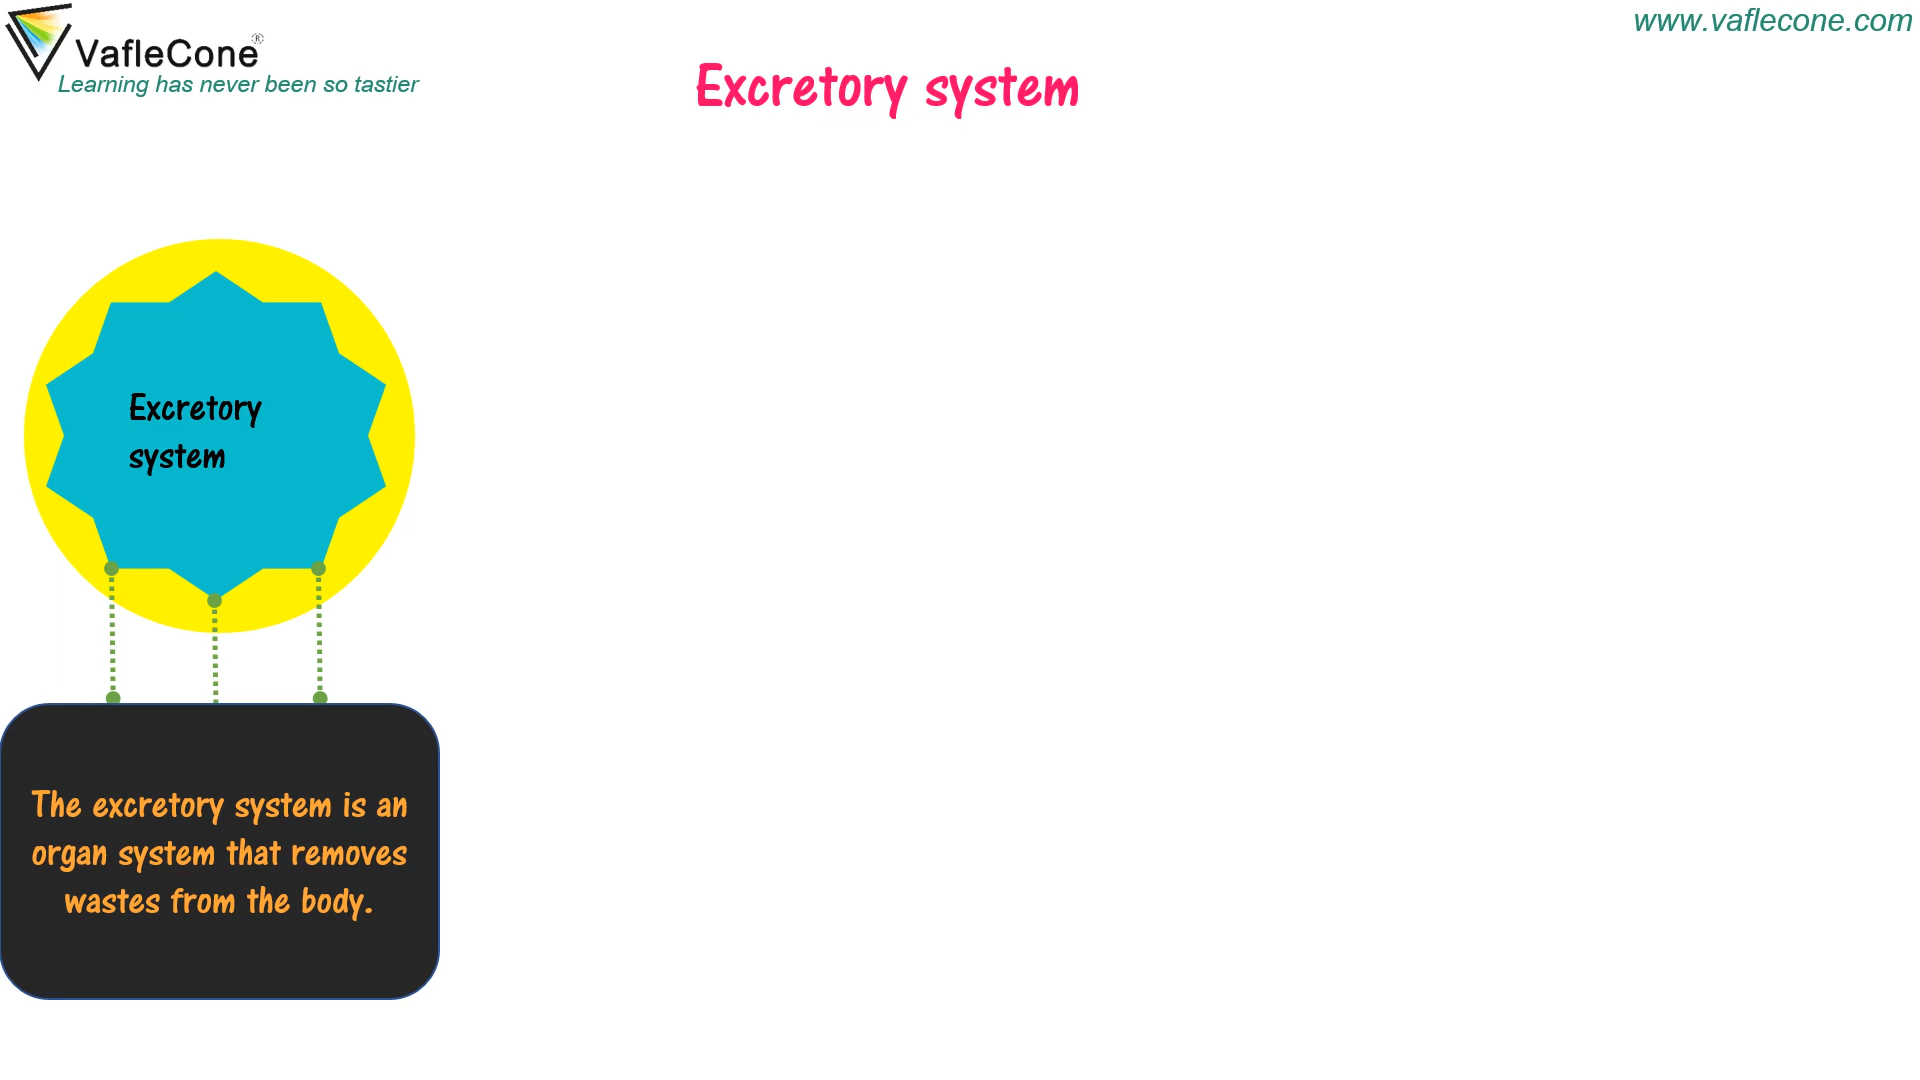 VafleCone®
Learning has never been so tastier
www.vaflecone.com
Excretory system
Excretory
system
The excretory system is an
organ system that removes
wastes from the body.